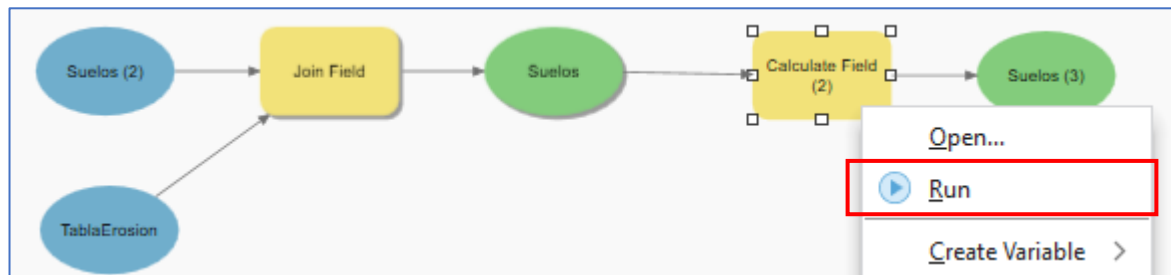 Suelos (2)
Join Field
Suelos
Calculate Field
(2)
Suelos (3)
TablaErosion
Open...
Run
Create Variable